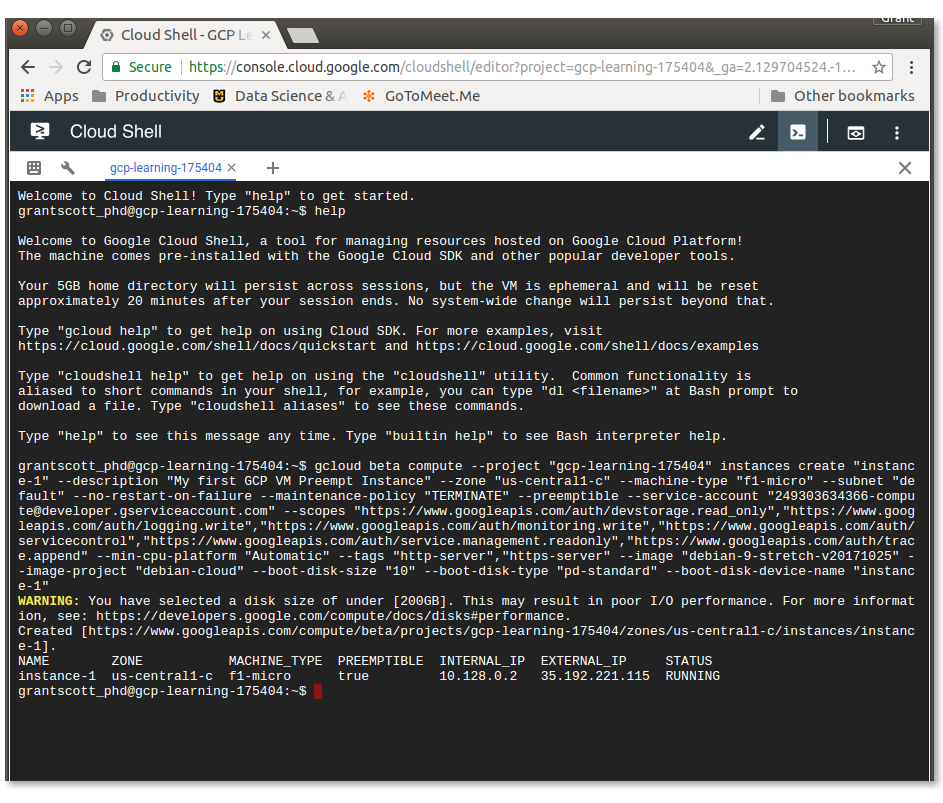 Grant
Cloud Shell - GCP Le
Secure https://console.cloud.google.com/cloudshell/editor?project=gcp-learning-175404&_ga=2.129704524.-1...
Apps Productivity Data Science & A GoToMeet.Me Other bookmarks
Cloud Shell
gcp-learning-175404
Welcome to Cloud Shell! Type "help" to get started.
grantscott_phd@gcp-learning-175404:~$ help
Welcome to Google Cloud Shell, a tool for managing resources hosted on Google Cloud Platform!
The machine comes pre-installed with the Google Cloud SDK and other popular developer tools.
Your 5GB home directory will persist across sessions, but the VM is ephemeral and will be reset
approximately 20 minutes after your session ends. No system-wide change will persist beyond that.
Type "gcloud help" to get help on using Cloud SDK. For more examples, visit
https://cloud.google.com/shell/docs/quickstart and https://cloud.google.com/shell/docs/examples
Type "cloudshell help" to get help on using the "cloudshell" utility.  Common functionality is
aliased to short commands in your shell, for example, you can type "dl <filename>" at Bash prompt to
download a file. Type "cloudshell aliases" to see these commands.
Type "help" to see this message any time. Type "builtin help" to see Bash interpreter help.
grantscott_phd@gcp-learning-175404:~$ gcloud beta compute --project "gcp-learning-175404" instances create "instanc
e-1" --description "My first GCP VM Preempt Instance" --zone "us-central1-c" --machine-type "f1-micro" --subnet "de
fault" --no-restart-on-failure --maintenance-policy "TERMINATE" --preemptible --service-account "249303634366-compu
te@developer.gserviceaccount.com" --scopes "https://www.googleapis.com/auth/devstorage.read_only","https://www.goog
leapis.com/auth/logging.write","https://www.googleapis.com/auth/monitoring.write","https://www.googleapis.com/auth/
servicecontrol","https://www.googleapis.com/auth/service.management.readonly","https://www.googleapis.com/auth/trac
e.append" --min-cpu-platform "Automatic" --tags "http-server","https-server" --image "debian-9-stretch-v20171025" -
-image-project "debian-cloud" --boot-disk-size "10" --boot-disk-type "pd-standard" --boot-disk-device-name "instanc
e-1"
WARNING: You have selected a disk size of under [200GB]. This may result in poor I/O performance. For more informat
ion, see: https://developers.google.com/compute/docs/disks#performance.
Created [https://www.googleapis.com/compute/beta/projects/gcp-learning-175404/zones/us-central1-c/instances/instanc
e-1].
NAME ZONE MACHINE_TYPE PREEMPTIBLE INTERNAL_IP EXTERNAL_IP STATUS
instance-1 us-central1-c f1-micro true 10.128.0.2 35.192.221.115 RUNNING
grantscott_phd@gcp-learning-175404:~$